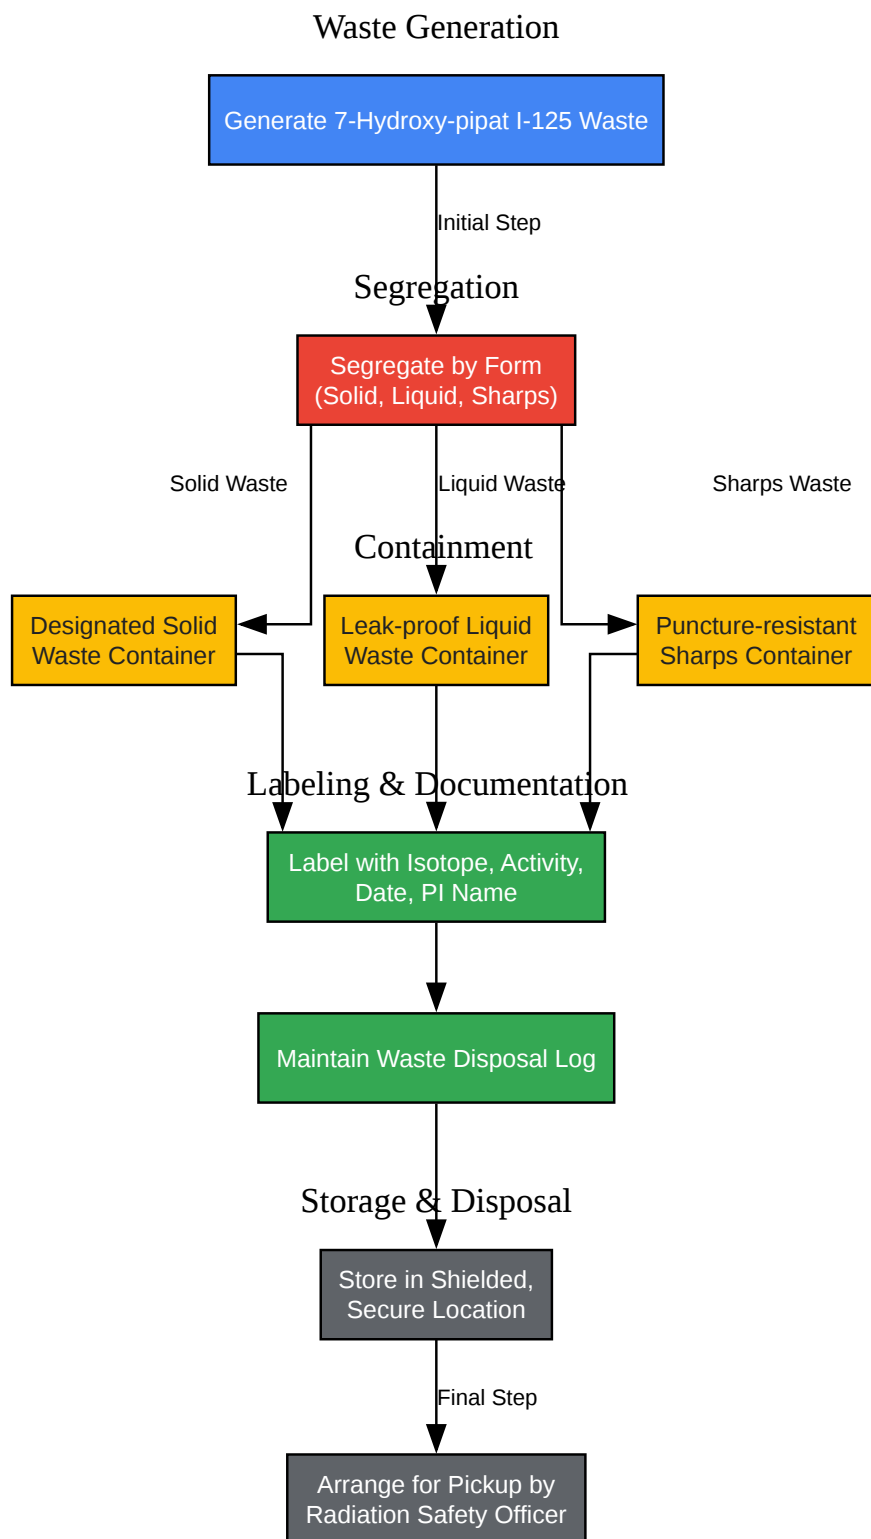 Waste Generation
Generate 7-Hydroxy-pipat I-125 Waste
Initial Step
Segregation
Segregate by Form
(Solid, Liquid, Sharps)
Solid Waste
Liquid Waste
Sharps Waste
Containment
Designated Solid
Waste Container
Leak-proof Liquid
Waste Container
Puncture-resistant
Sharps Container
Labeling & Documentation
Label with Isotope, Activity,
Date, PI Name
Maintain Waste Disposal Log
Storage & Disposal
Store in Shielded,
Secure Location
Final Step
Arrange for Pickup by
Radiation Safety Officer